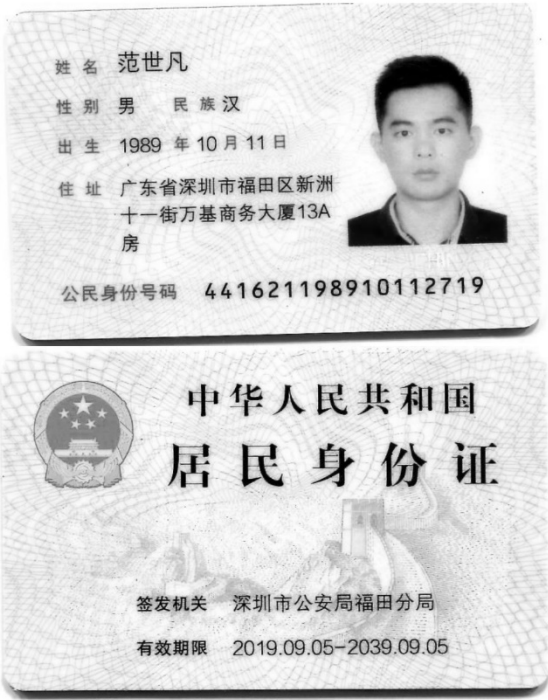 姓名 范世凡
性别 男 民族 汉
出生 1989 年 10 月 11 日
住址 广东省深圳市福田区新洲
十一街万基商务大厦13A
房
公民身份号码 441621198910112719
中华人民共和国
居民身份证
签发机关 深圳市公安局福田分局
有效期限 2019.09.05-2039.09.05